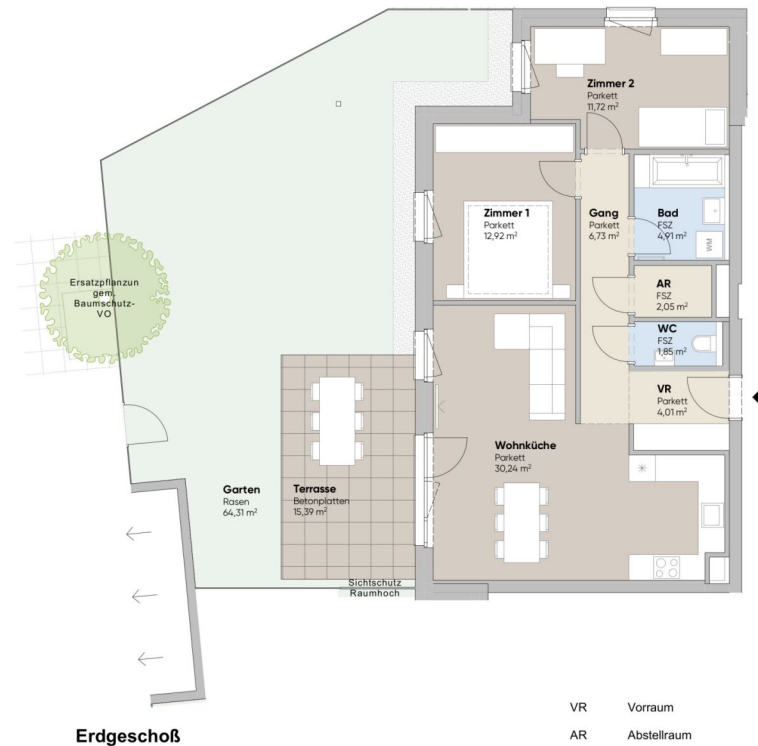 Zimmer 2
Parkett
11,72 m²
Zimmer 1
Parkett
12,92 m²
Gang
Parkett
6,73 m²
Bad
FSZ
4,91 m²
WM
AR
FSZ
2,05 m²
WC
FSZ
1,85 m²
VR
Parkett
4,01 m²
Ersatzpflanzun
gem.
Baumschutz-
VO
Wohnküche
Parkett
30,24 m²
Garten
Rasen
64,31 m²
Terrasse
Betonplatten
15,39 m²
Sichtschutz
Raumhoch
VR Vorraum
AR Abstellraum
Erdgeschoß